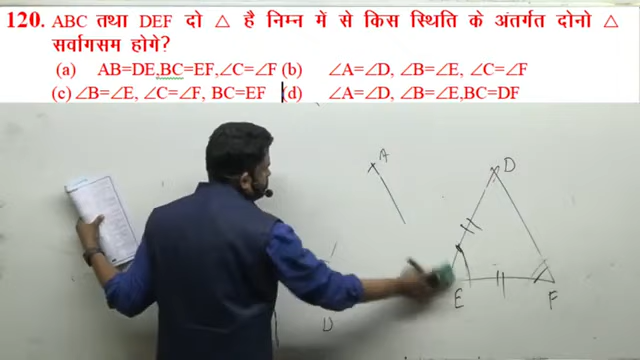 120. ABC तथा DEF दो △ है निम्न में से किस स्थिति के अंतर्गत दोनो △
सर्वागसम होगे?
(a) AB=DE,BC=EF,∠C=∠F (b) ∠A=∠D, ∠B=∠E, ∠C=∠F
(c) ∠B=∠E, ∠C=∠F, BC=EF (d) ∠A=∠D, ∠B=∠E,BC=DF
A
D
E
F